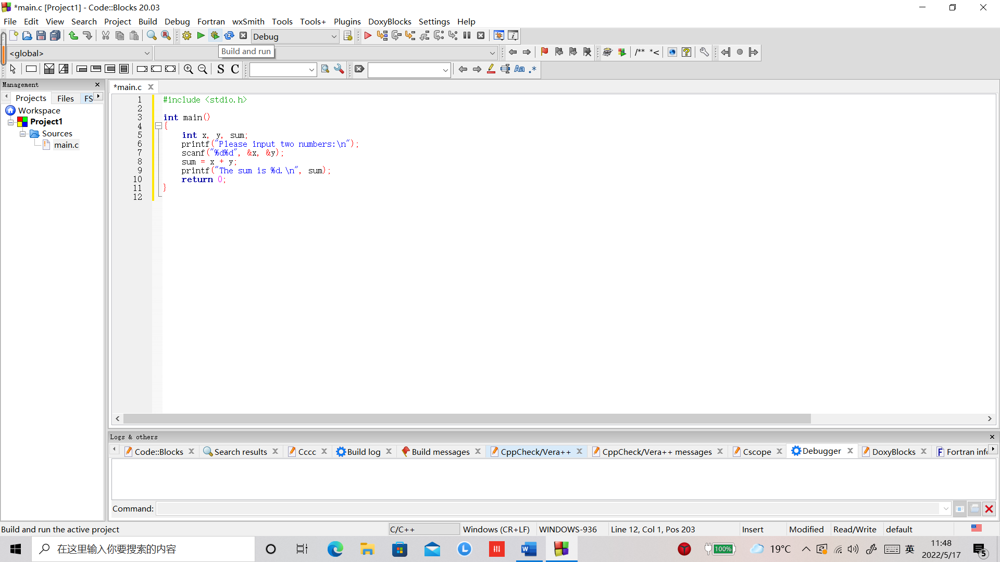 *main.c [Project1] - Code::Blocks 20.03
File Edit View Search Project Build Debug Fortran wxSmith Tools Tools+ Plugins DoxyBlocks Settings Help
Debug
<global>
Build and run
/** *<
S C
Aa .*
Management
Projects Files FS
Workspace
Project1
Sources
main.c
*main.c
1 #include <stdio.h>
2
3 int main()
4 {
5 int x, y, sum;
6 printf("Please input two numbers:\n");
7 scanf("%d%d", &x, &y);
8 sum = x + y;
9 printf("The sum is %d.\n", sum);
10 return 0;
11 }
12
Logs & others
Code::Blocks Search results Cccc Build log Build messages CppCheck/Vera++ CppCheck/Vera++ messages Cscope Debugger DoxyBlocks Fortran info
Command:
Build and run the active project C/C++ Windows (CR+LF) WINDOWS-936 Line 12, Col 1, Pos 203 Insert Modified Read/Write default
在这里输入你要搜索的内容
100% 19°C 英
11:48
2022/5/17
5